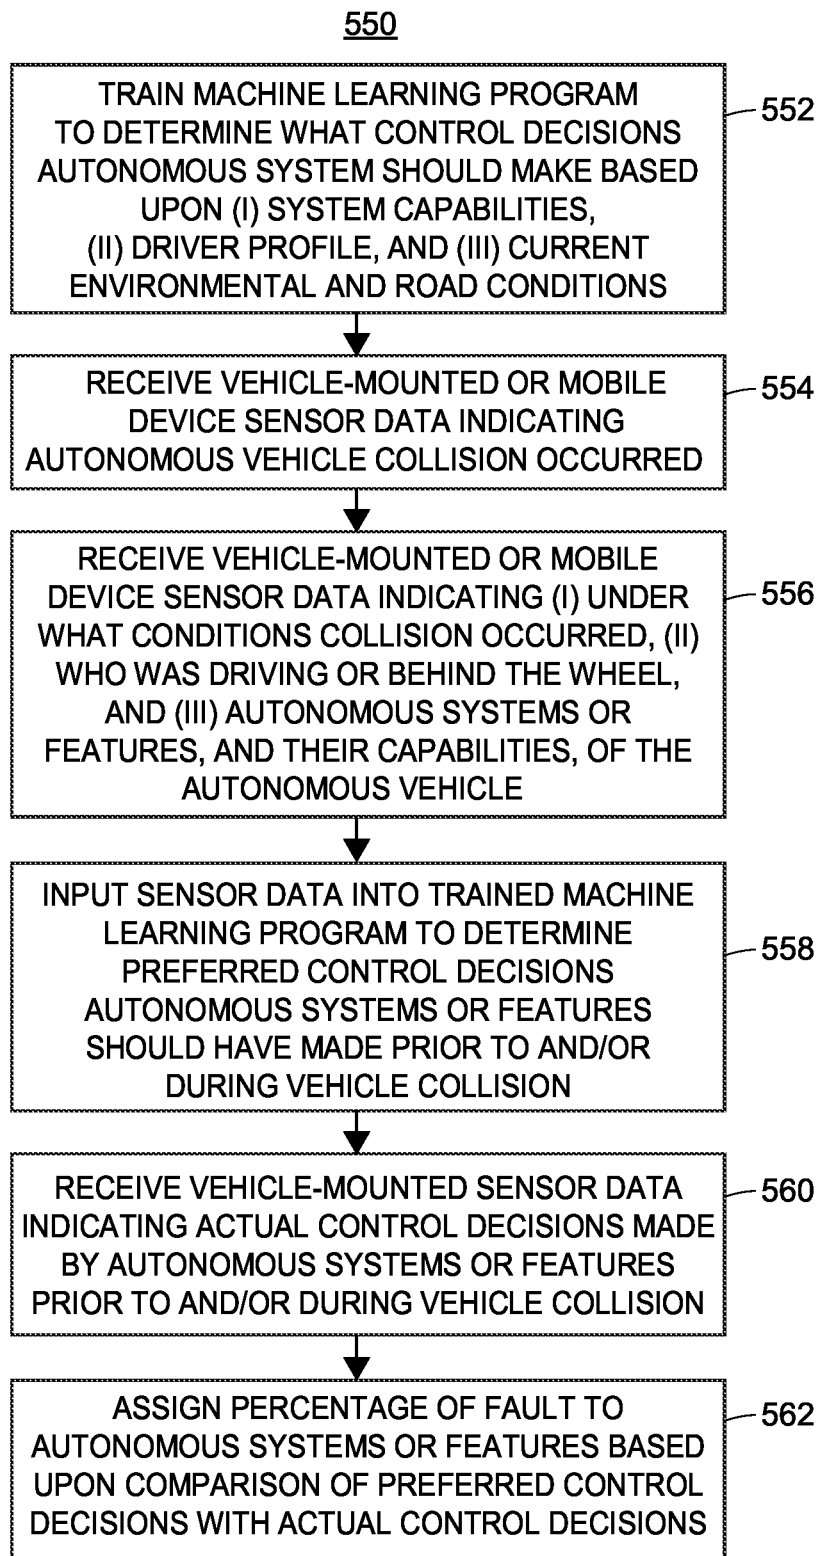 550
TRAIN MACHINE LEARNING PROGRAM
TO DETERMINE WHAT CONTROL DECISIONS
AUTONOMOUS SYSTEM SHOULD MAKE BASED
UPON (I) SYSTEM CAPABILITIES,
(II) DRIVER PROFILE, AND (III) CURRENT
ENVIRONMENTAL AND ROAD CONDITIONS
552
RECEIVE VEHICLE-MOUNTED OR MOBILE
DEVICE SENSOR DATA INDICATING
AUTONOMOUS VEHICLE COLLISION OCCURRED
554
RECEIVE VEHICLE-MOUNTED OR MOBILE
DEVICE SENSOR DATA INDICATING (I) UNDER
WHAT CONDITIONS COLLISION OCCURRED, (II)
WHO WAS DRIVING OR BEHIND THE WHEEL,
AND (III) AUTONOMOUS SYSTEMS OR
FEATURES, AND THEIR CAPABILITIES, OF THE
AUTONOMOUS VEHICLE
556
INPUT SENSOR DATA INTO TRAINED MACHINE
LEARNING PROGRAM TO DETERMINE
PREFERRED CONTROL DECISIONS
AUTONOMOUS SYSTEMS OR FEATURES
SHOULD HAVE MADE PRIOR TO AND/OR
DURING VEHICLE COLLISION
558
RECEIVE VEHICLE-MOUNTED SENSOR DATA
INDICATING ACTUAL CONTROL DECISIONS MADE
BY AUTONOMOUS SYSTEMS OR FEATURES
PRIOR TO AND/OR DURING VEHICLE COLLISION
560
ASSIGN PERCENTAGE OF FAULT TO
AUTONOMOUS SYSTEMS OR FEATURES BASED
UPON COMPARISON OF PREFERRED CONTROL
DECISIONS WITH ACTUAL CONTROL DECISIONS
562